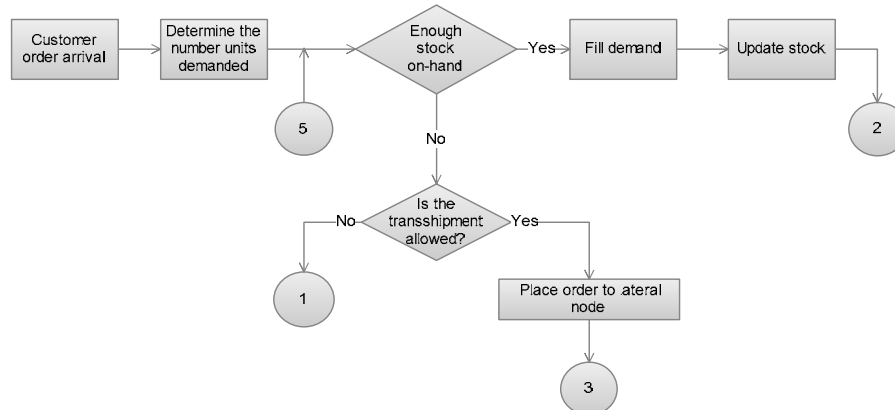 Customer
order arrival
Determine the
number units
demanded
Enough
stock
on-hand
Yes
Fill demand
Update stock
5
2
No
Is the
transshipment
allowed?
No
Yes
1
Place order to lateral
node
3